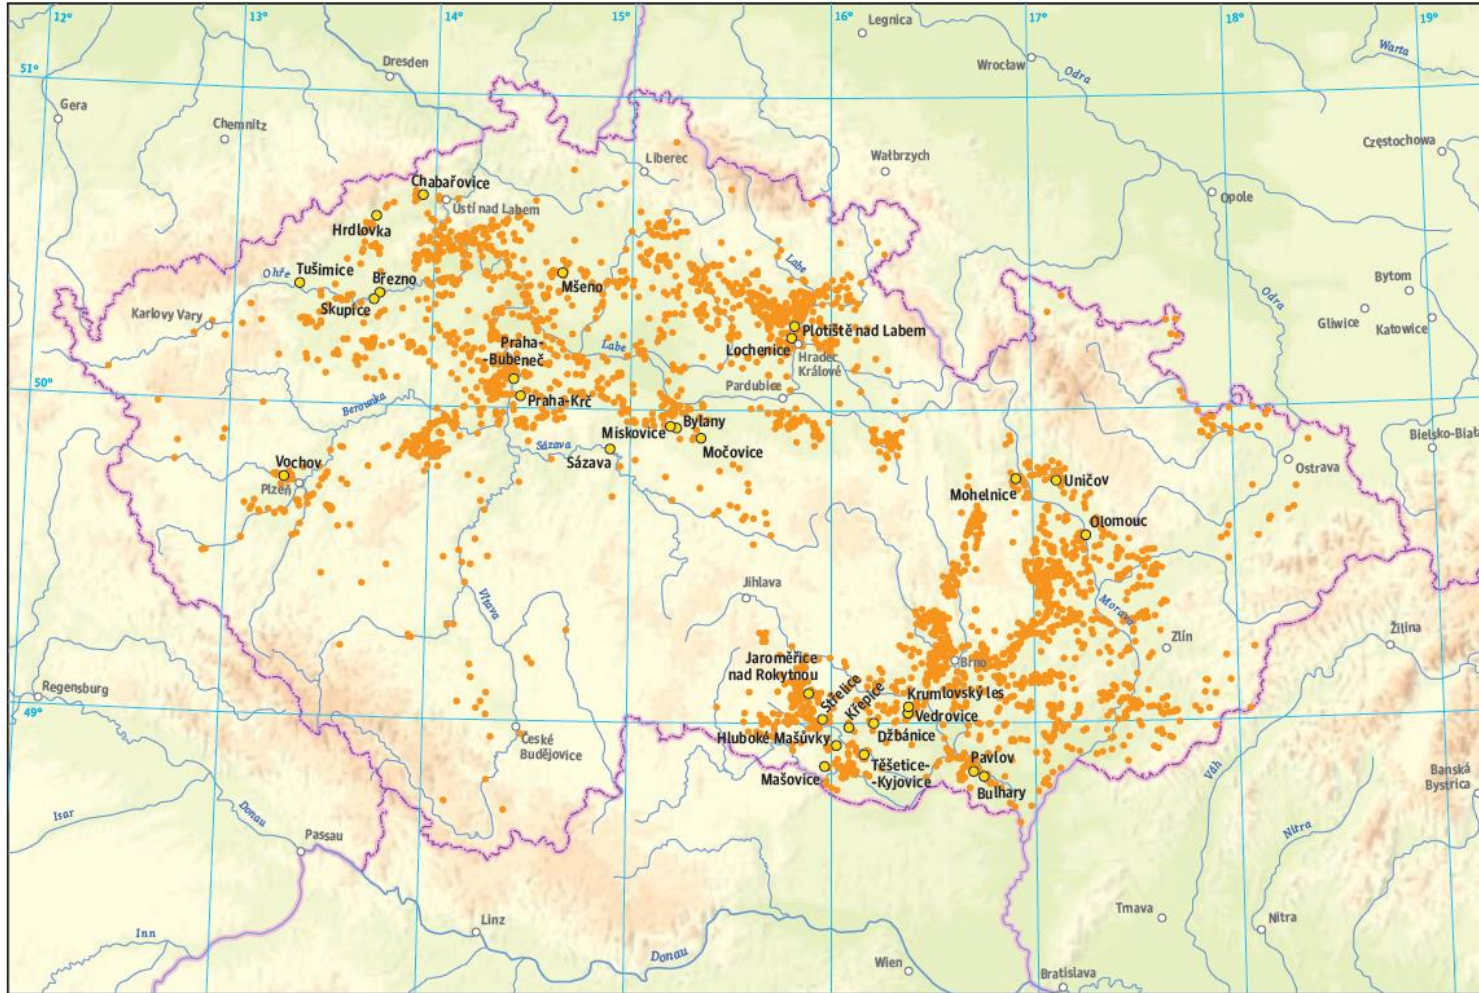 12°
13°
14°
15°
16°
17°
18°
19°
Legnica
Warta
Wrocław
Odra
Dresden
51°
Gera
Chemnitz
Częstochowa
Liberec
Wałbrzych
Chabařovice
Ústí nad Labem
Opole
Hrdlovka
Labe
Ohře
Tušimice
Březno
Mšeno
Bytom
Odra
Skupice
Karlovy Vary
Gliwice
Katowice
Plotiště nad Labem
Praha-
-Bubeneč
Labe
Lochenice
Hradec
Králové
50°
Pardubice
Berounka
Praha-Krč
Bylany
Miskovice
Močovice
Sázava
Sázava
Bielsko-Biała
Vochov
Plzeň
Ostrava
Mohelnice
Uničov
Olomouc
Jihlava
Vltava
Morava
Žilina
Zlín
Jaroměřice
nad Rokytnou
Brno
Regensburg
Střelice
Křepice
Krumlovský les
Vedrovice
49°
Hluboké Mašůvky
Džbánice
České
Budějovice
Mašovice
Těšetice-
-Kyjovice
Pavlov
Bulhary
Váh
Banská
Bystrica
Isar
Donau
Passau
Nitra
Linz
Trnava
Nitra
Inn
Donau
Wien
Bratislava